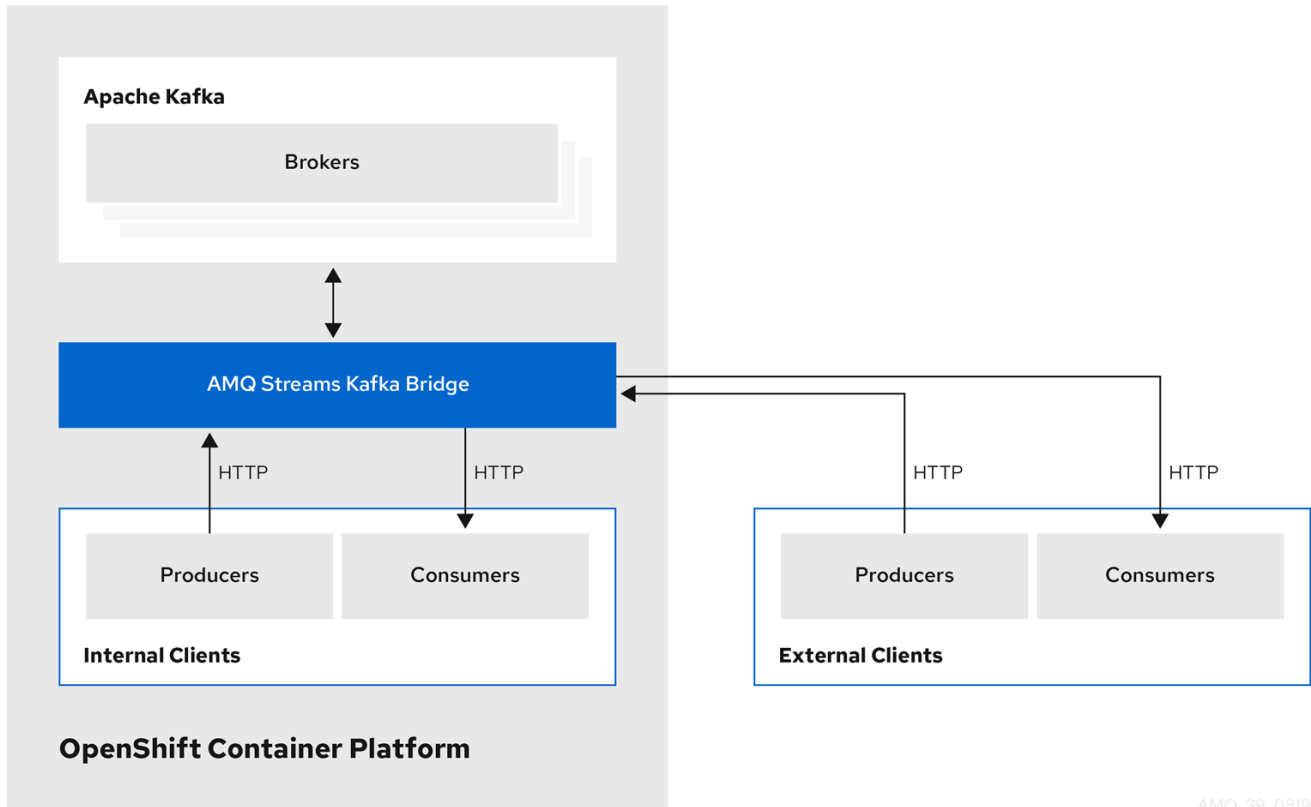 Apache Kafka
Brokers
AMQ Streams Kafka Bridge
HTTP
HTTP
HTTP
HTTP
Producers
Consumers
Producers
Consumers
Internal Clients
External Clients
OpenShift Container Platform